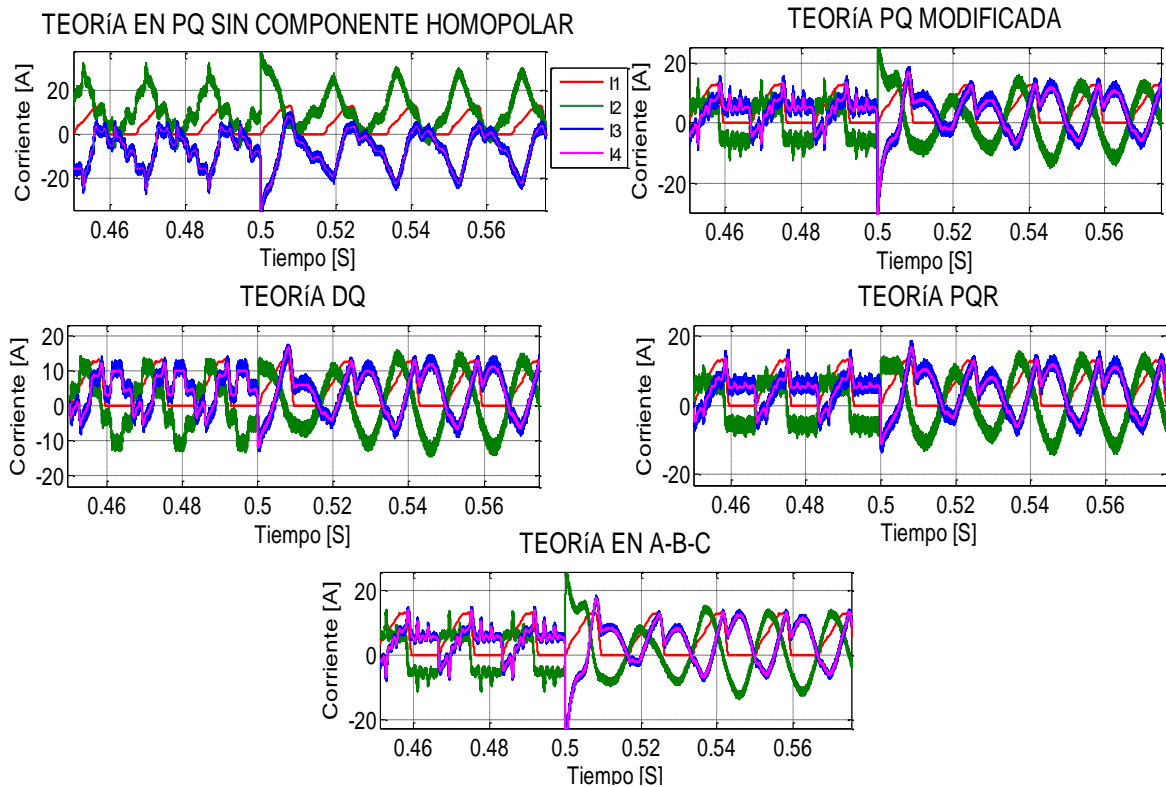 TEORíA EN PQ SIN COMPONENTE HOMOPOLAR
Corriente [A]
20
0
-20
0.46 0.48 0.5 0.52 0.54 0.56
Tiempo [S]
I1
I2
I3
I4
TEORíA PQ MODIFICADA
Corriente [A]
20
0
-20
0.46 0.48 0.5 0.52 0.54 0.56
Tiempo [S]
TEORíA DQ
Corriente [A]
20
10
0
-10
-20
0.46 0.48 0.5 0.52 0.54 0.56
Tiempo [S]
TEORíA PQR
Corriente [A]
20
0
-20
0.46 0.48 0.5 0.52 0.54 0.56
Tiempo [S]
TEORíA EN A-B-C
Corriente [A]
20
0
-20
0.46 0.48 0.5 0.52 0.54 0.56
Tiempo [S]